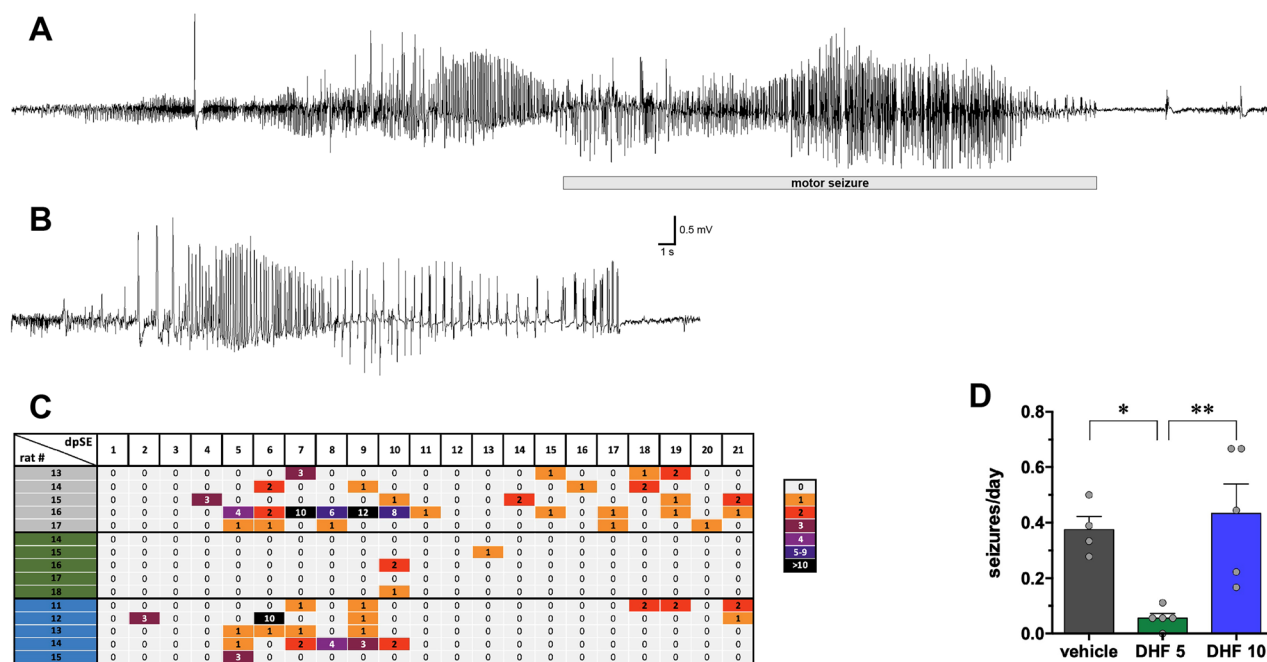 A
motor seizure
B
0.5 mV
1 s
C
dpSE
rat #
1 2 3 4 5 6 7 8 9 10 11 12 13 14 15 16 17 18 19 20 21
13 0 0 0 0 0 0 3 0 0 0 0 0 0 0 1 0 0 1 2 0 0
14 0 0 0 0 0 2 0 0 1 0 0 0 0 0 0 1 0 2 0 0 0
15 0 0 0 3 0 0 0 0 0 1 0 0 0 2 0 0 0 0 1 0 2
16 0 0 0 0 4 2 10 6 12 8 1 0 0 0 1 0 1 0 1 0 1
17 0 0 0 0 1 1 0 1 0 0 0 0 0 0 0 0 1 0 0 1 0
14 0 0 0 0 0 0 0 0 0 0 0 0 0 0 0 0 0 0 0 0 0
15 0 0 0 0 0 0 0 0 0 0 0 0 1 0 0 0 0 0 0 0 0
16 0 0 0 0 0 0 0 0 0 2 0 0 0 0 0 0 0 0 0 0 0
17 0 0 0 0 0 0 0 0 0 0 0 0 0 0 0 0 0 0 0 0 0
18 0 0 0 0 0 0 0 0 0 1 0 0 0 0 0 0 0 0 0 0 0
11 0 0 0 0 0 0 1 0 1 0 0 0 0 0 0 0 0 2 2 0 2
12 0 3 0 0 0 10 0 0 1 0 0 0 0 0 0 0 0 0 0 0 1
13 0 0 0 0 1 1 1 0 1 0 0 0 0 0 0 0 0 0 0 0 0
14 0 0 0 0 1 0 2 4 3 2 0 0 0 0 0 0 0 0 0 0 0
15 0 0 0 0 3 0 0 0 0 0 0 0 0 0 0 0 0 0 0 0 0
0
1
2
3
4
5-9
>10
D
seizures/day
0.8
0.6
0.4
0.2
0.0
* **
vehicle DHF 5 DHF 10